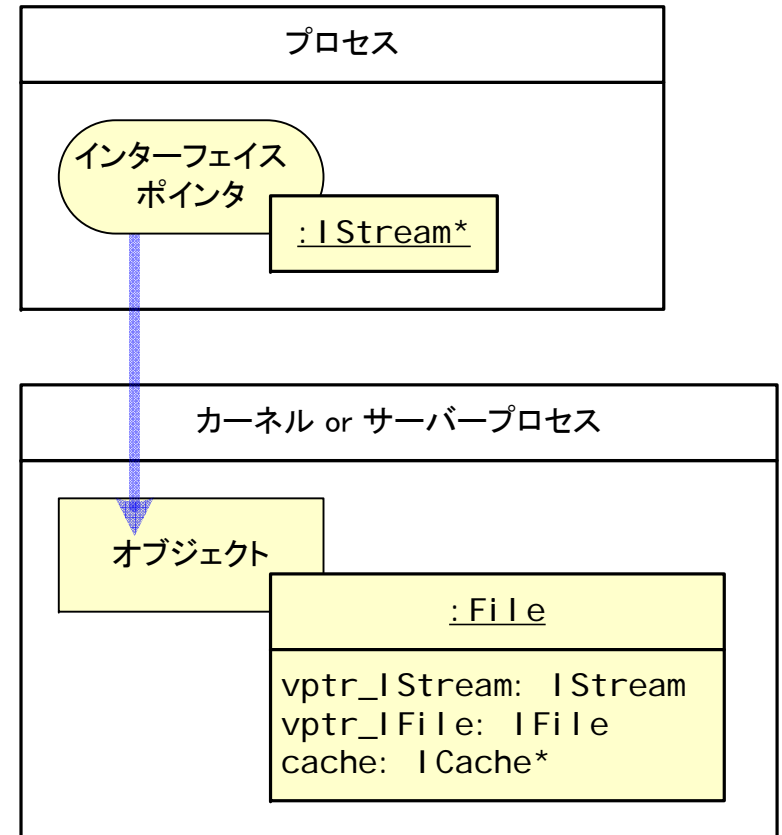 プロセス
インターフェイス
ポインタ
:IStream*
カーネル or サーバープロセス
オブジェクト
:File
vptr_IStream: IStream
vptr_IFile: IFile
cache: ICache*